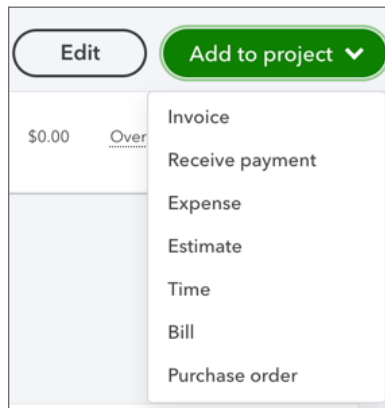 Edit
Add to project
$0.00 Over
Invoice
Receive payment
Expense
Estimate
Time
Bill
Purchase order